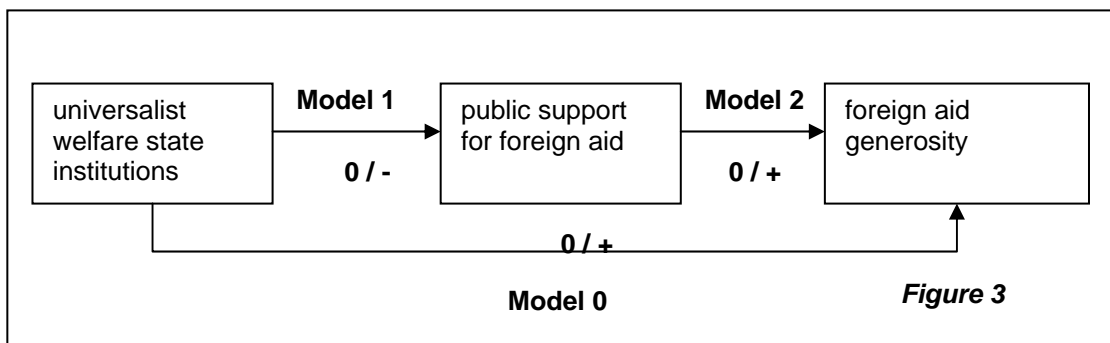 universalist
welfare state
institutions
Model 1
0 / -
public support
for foreign aid
Model 2
0 / +
foreign aid
generosity
0 / +
Model 0
Figure 3